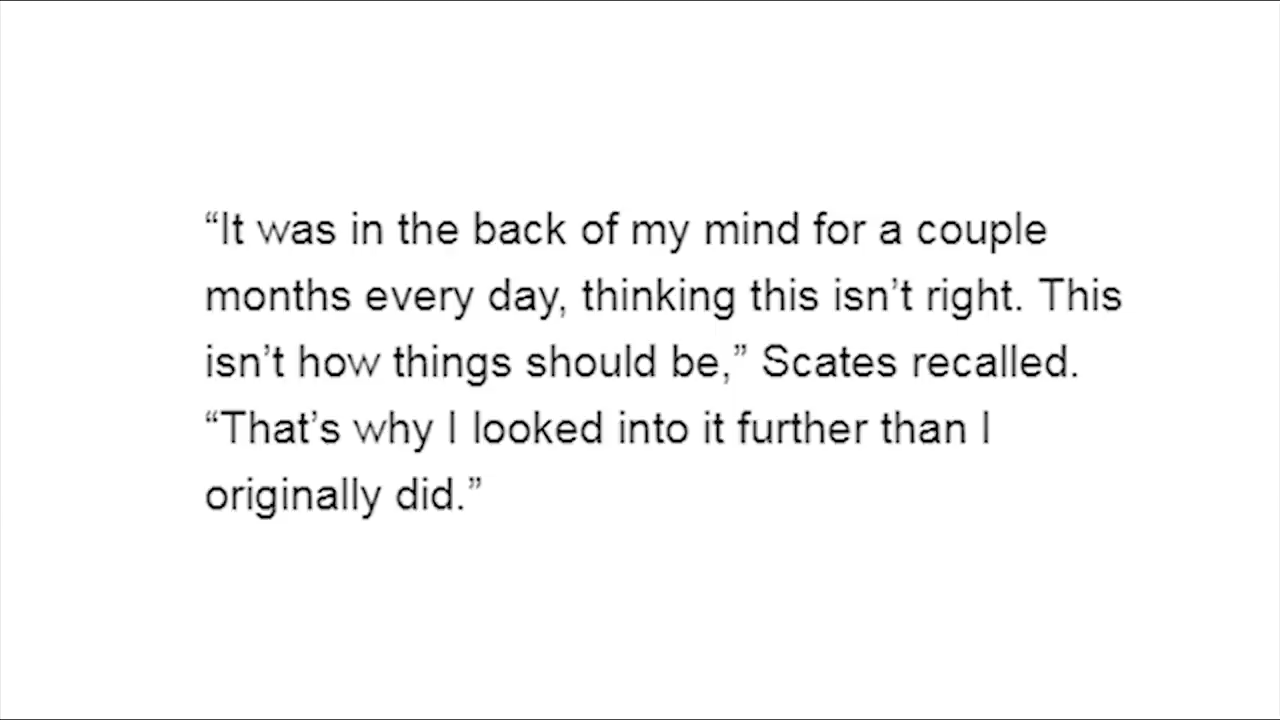 “It was in the back of my mind for a couple
months every day, thinking this isn’t right. This
isn’t how things should be,” Scates recalled.
“That’s why I looked into it further than I
originally did.”